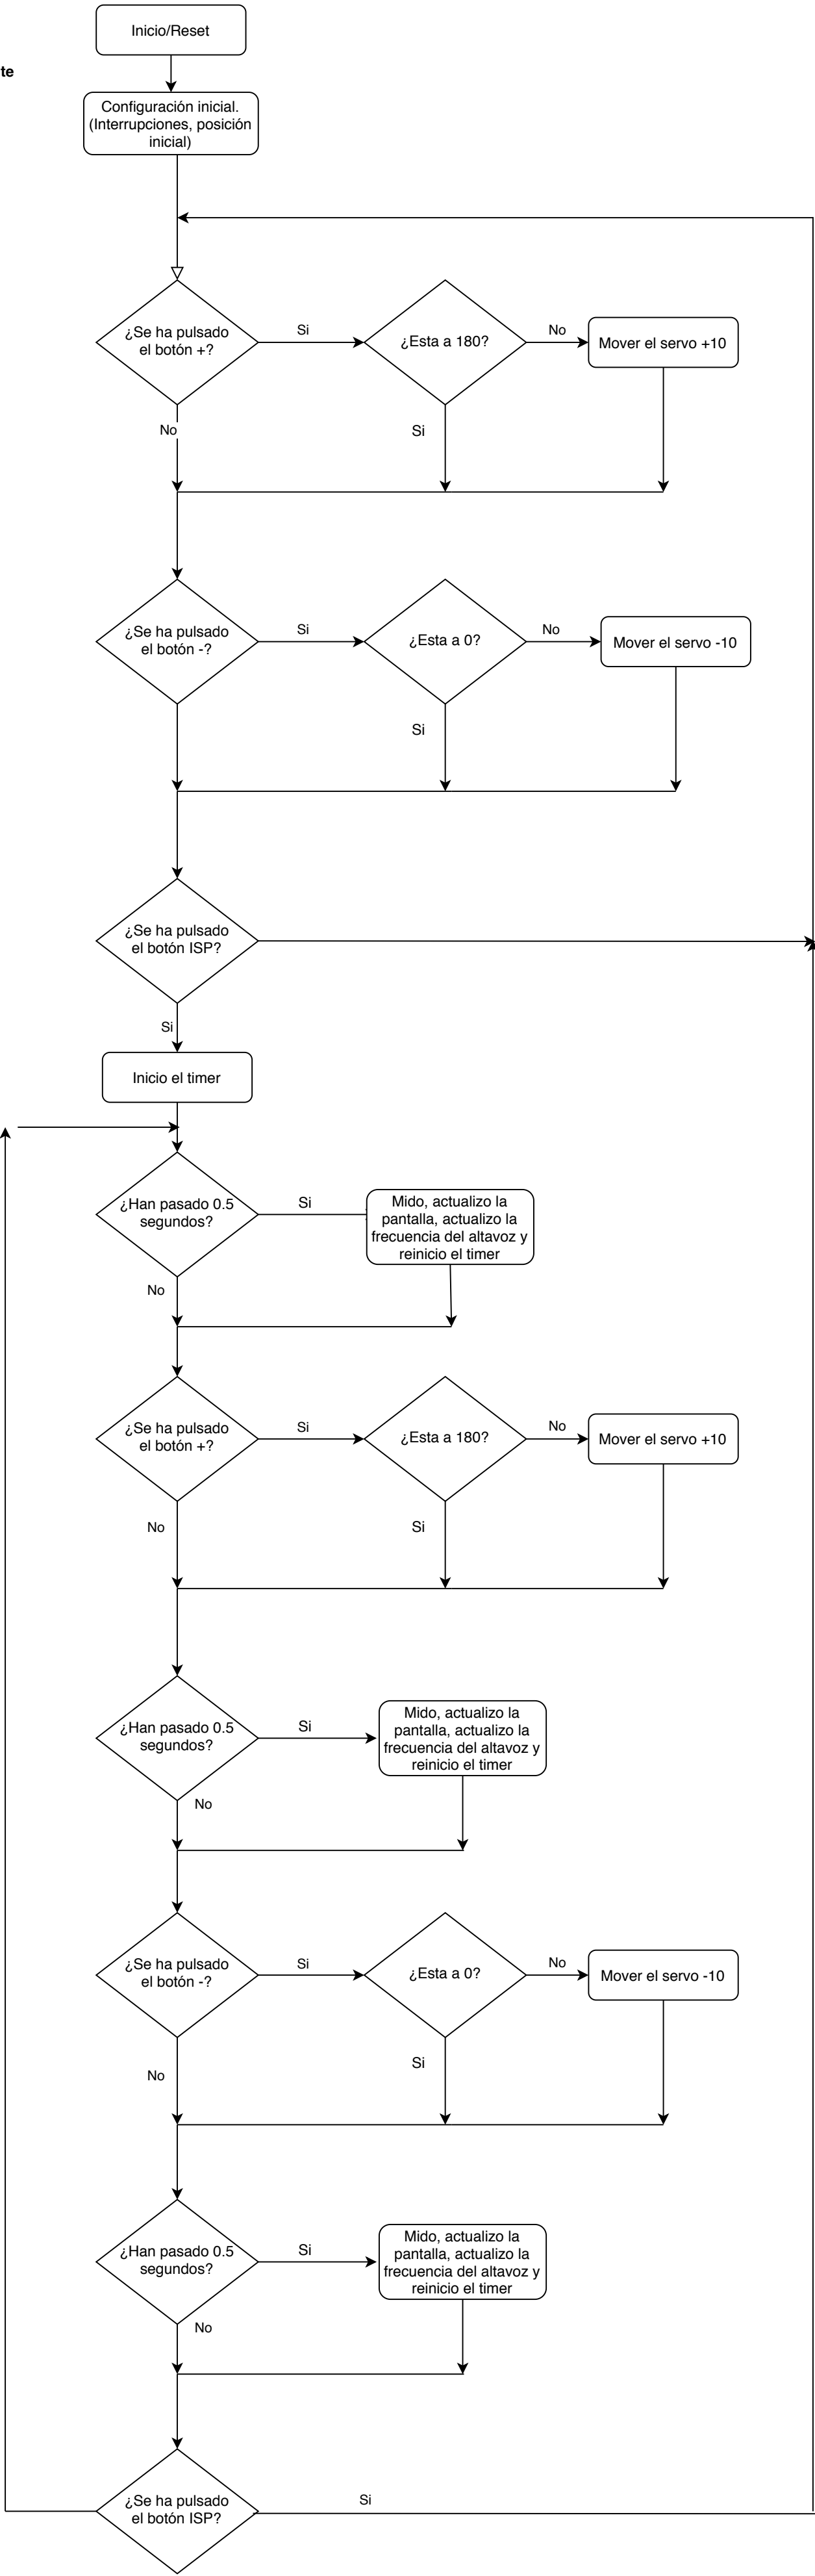 Inicio/Reset
te
Configuración inicial.
(Interrupciones, posición
inicial)
¿Se ha pulsado
el botón +?
Si
¿Esta a 180?
No
Mover el servo +10
No
Si
¿Se ha pulsado
el botón -?
Si
¿Esta a 0?
No
Mover el servo -10
Si
¿Se ha pulsado
el botón ISP?
Si
Inicio el timer
¿Han pasado 0.5
segundos?
Si
Mido, actualizo la
pantalla, actualizo la
frecuencia del altavoz y
reinicio el timer
No
¿Se ha pulsado
el botón +?
Si
¿Esta a 180?
No
Mover el servo +10
No
Si
¿Han pasado 0.5
segundos?
Si
Mido, actualizo la
pantalla, actualizo la
frecuencia del altavoz y
reinicio el timer
No
¿Se ha pulsado
el botón -?
Si
¿Esta a 0?
No
Mover el servo -10
No
Si
¿Han pasado 0.5
segundos?
Si
Mido, actualizo la
pantalla, actualizo la
frecuencia del altavoz y
reinicio el timer
No
¿Se ha pulsado
el botón ISP?
Si